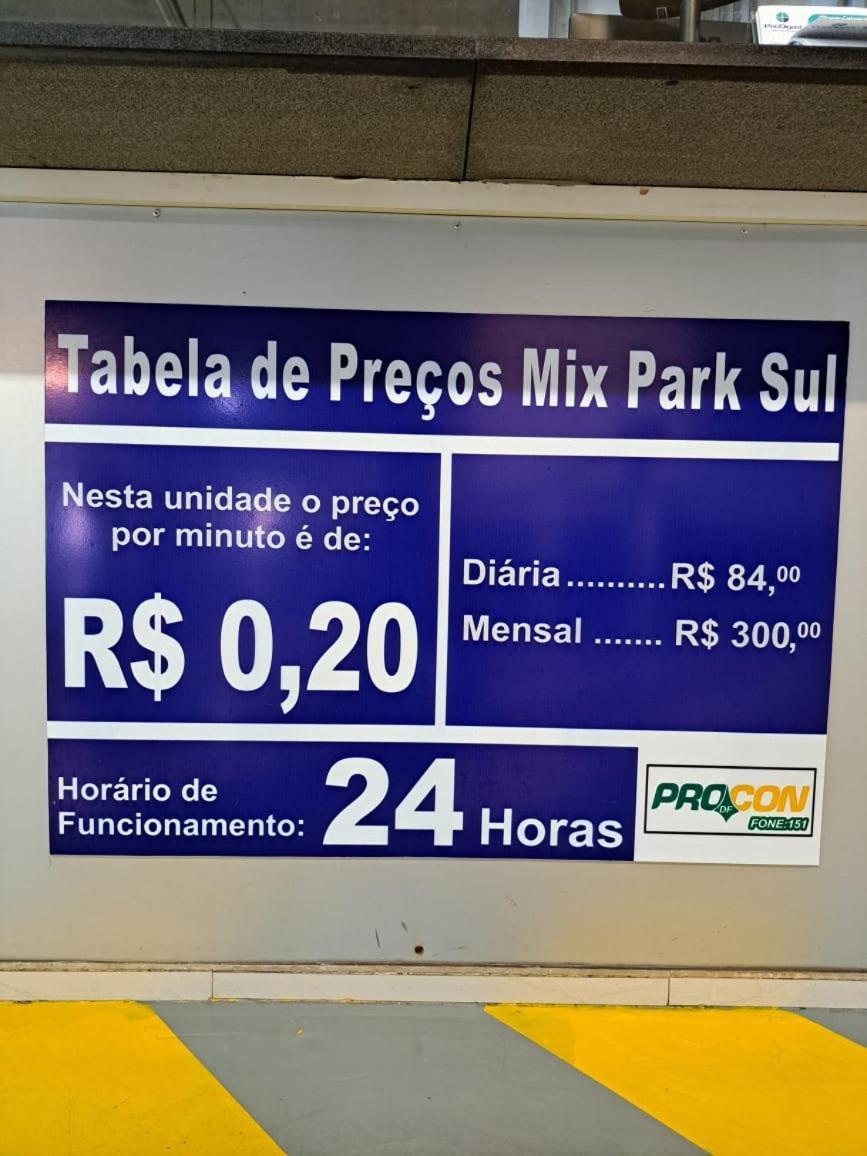 Tabela de Preços Mix Park Sul
Nesta unidade o preço
por minuto é de:
R$ 0,20
Diária..........R$ 84,00
Mensal ....... R$ 300,00
Horário de
Funcionamento: 24 Horas
PROCON
DF
FONE:151